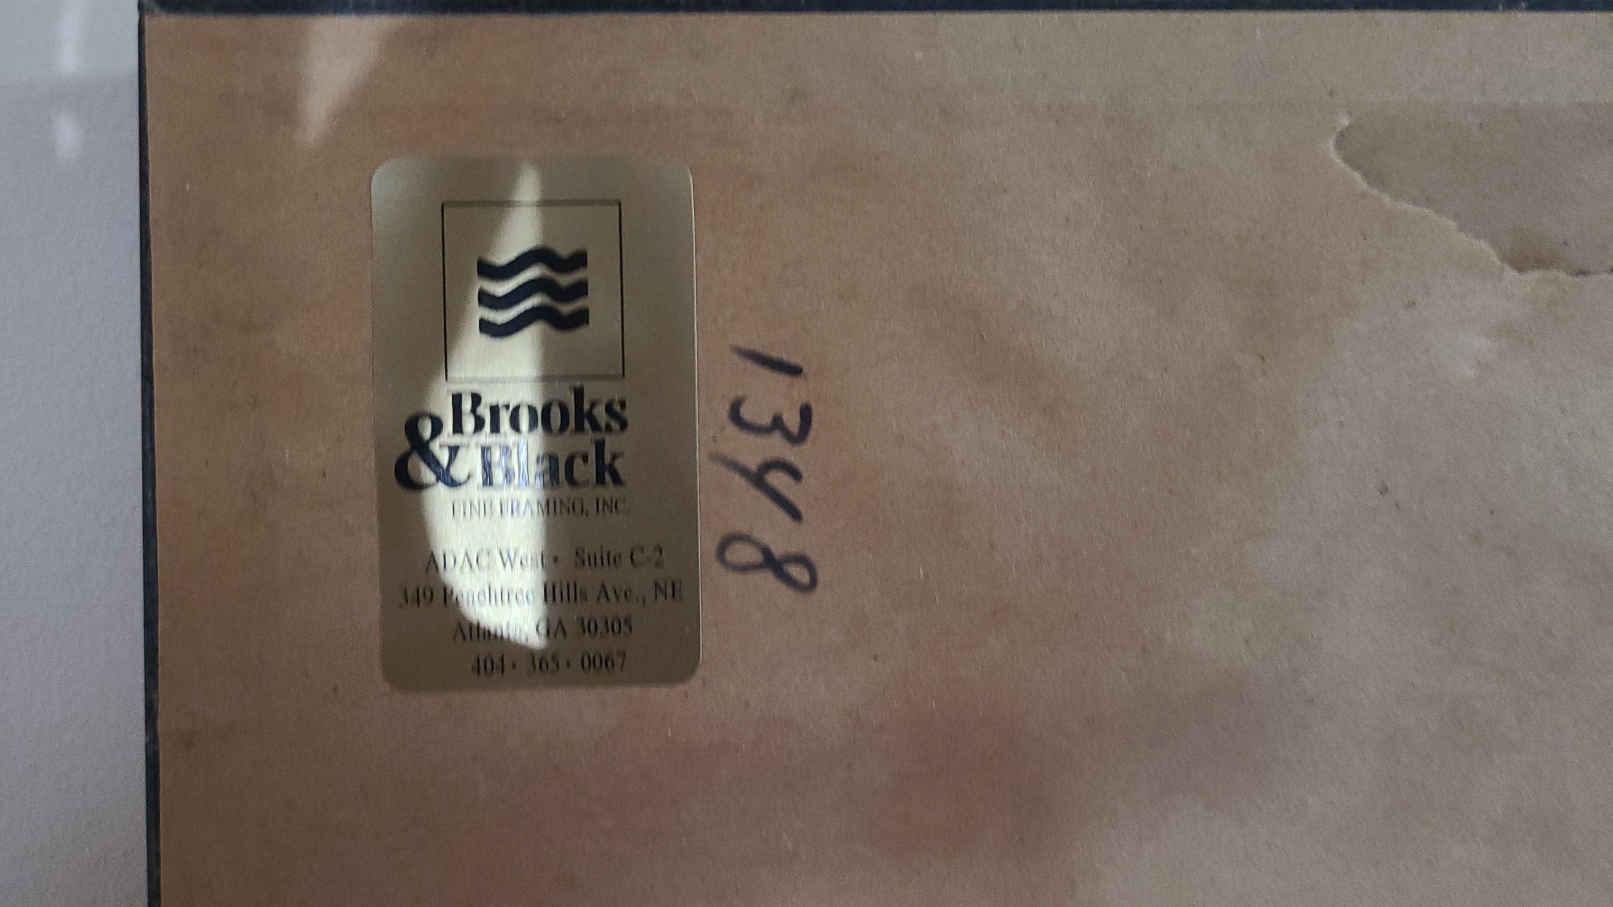 Brooks
& Black
FINE FRAMING, INC.
ADAC West • Suite C-2
349 Peachtree Hills Ave., NE
Atlanta, GA 30305
404 • 365 • 0067
1348